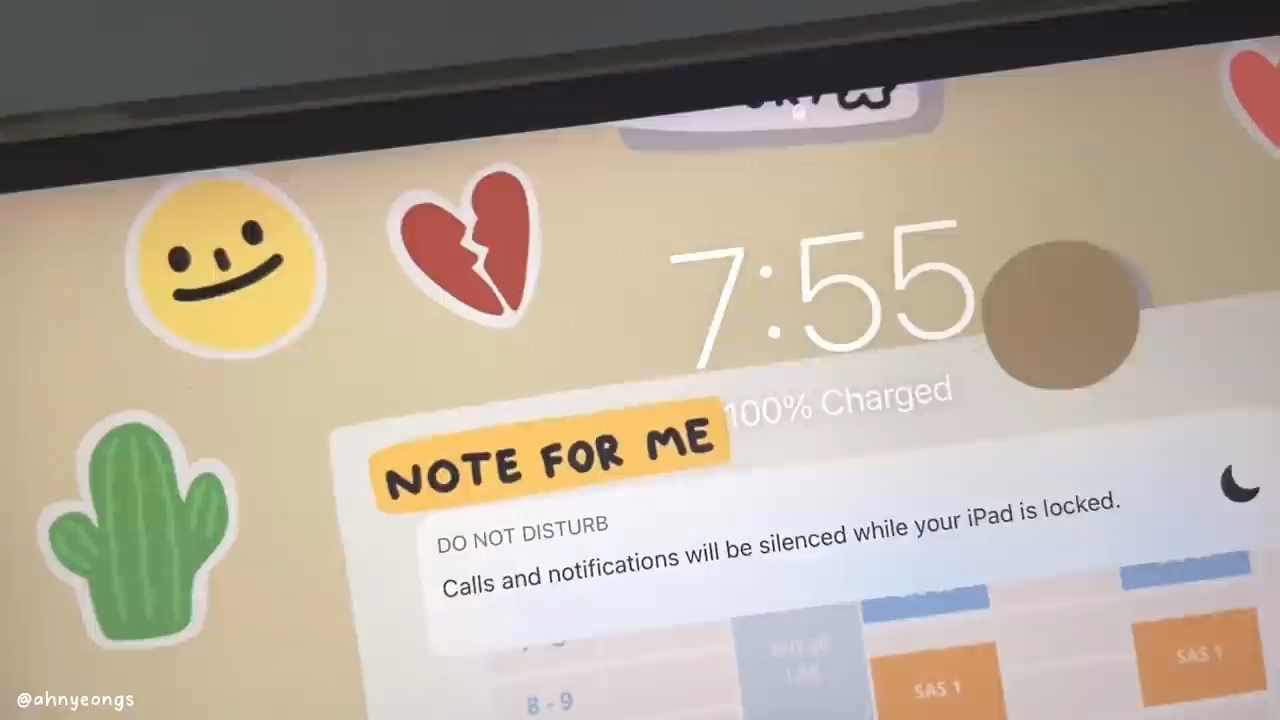 7:55
100% Charged
NOTE FOR ME
DO NOT DISTURB
Calls and notifications will be silenced while your iPad is locked.
LAB
SAS 1
SAS 1
8 - 9
@ahnyeongs